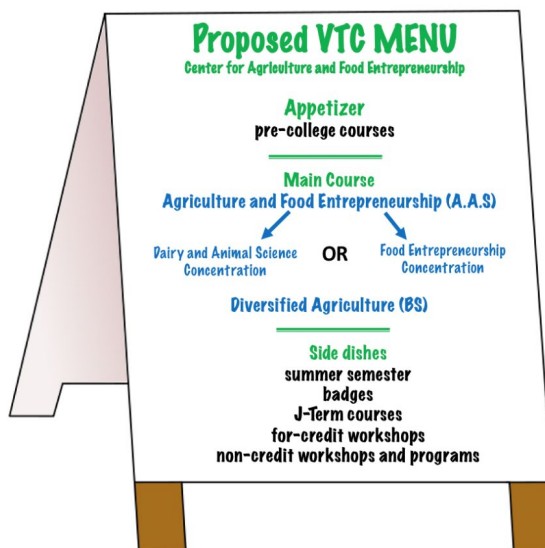 Proposed VTC MENU
Center for Agriculture and Food Entrepreneurship
Appetizer
pre-college courses
Main Course
Agriculture and Food Entrepreneurship (A.A.S)
Dairy and Animal Science
Concentration
OR
Food Entrepreneurship
Concentration
Diversified Agriculture (BS)
Side dishes
summer semester
badges
J-Term courses
for-credit workshops
non-credit workshops and programs